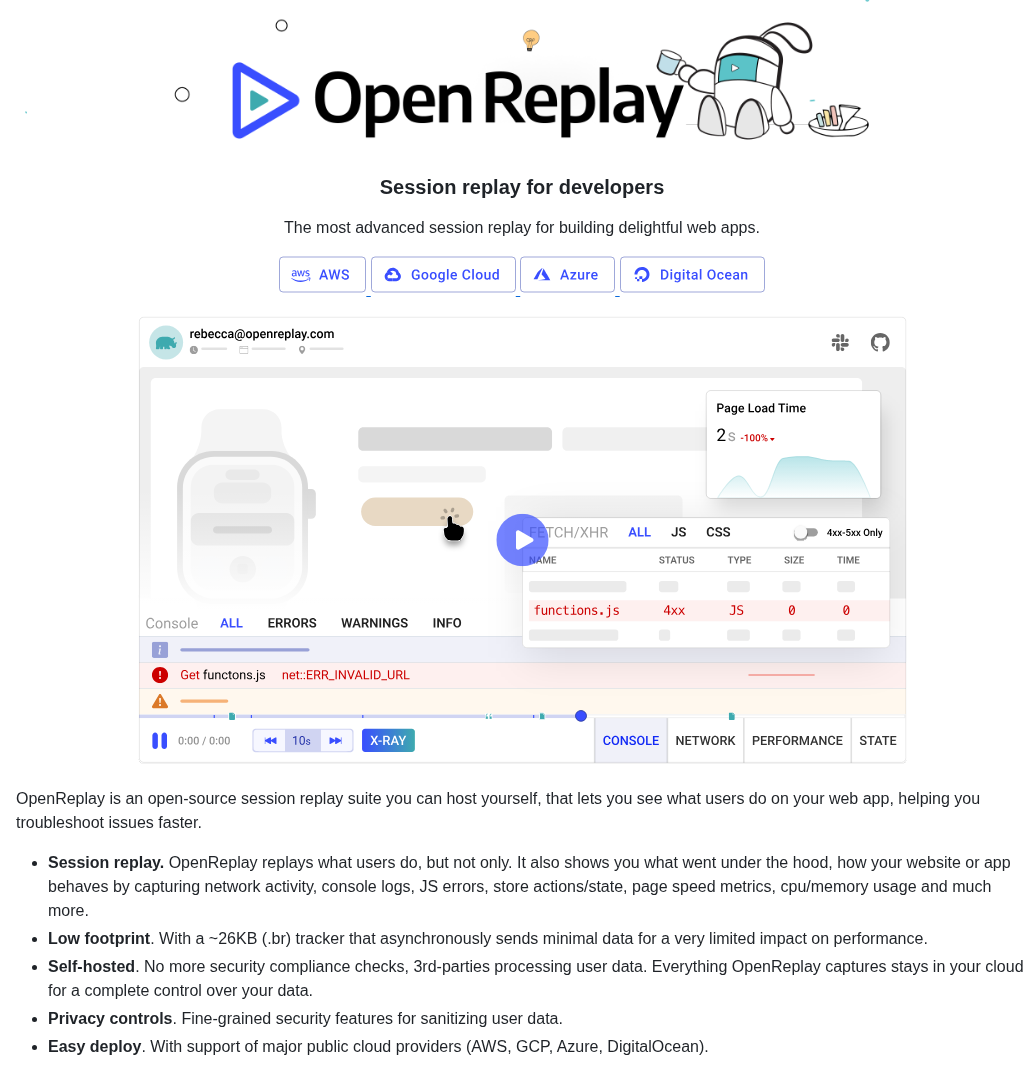 Open Replay
Session replay for developers
The most advanced session replay for building delightful web apps.
aws AWS Google Cloud Azure Digital Ocean
rebecca@openreplay.com
Page Load Time
2s -100%
FETCH/XHR ALL JS CSS 4xx-5xx Only
NAME STATUS TYPE SIZE TIME
functions.js 4xx JS 0 0
Console ALL ERRORS WARNINGS INFO
i
! Get functons.js net::ERR_INVALID_URL
!
0:00 / 0:00 10s X-RAY CONSOLE NETWORK PERFORMANCE STATE
OpenReplay is an open-source session replay suite you can host yourself, that lets you see what users do on your web app, helping you
troubleshoot issues faster.
• Session replay. OpenReplay replays what users do, but not only. It also shows you what went under the hood, how your website or app
behaves by capturing network activity, console logs, JS errors, store actions/state, page speed metrics, cpu/memory usage and much
more.
• Low footprint. With a ~26KB (.br) tracker that asynchronously sends minimal data for a very limited impact on performance.
• Self-hosted. No more security compliance checks, 3rd-parties processing user data. Everything OpenReplay captures stays in your cloud
for a complete control over your data.
• Privacy controls. Fine-grained security features for sanitizing user data.
• Easy deploy. With support of major public cloud providers (AWS, GCP, Azure, DigitalOcean).